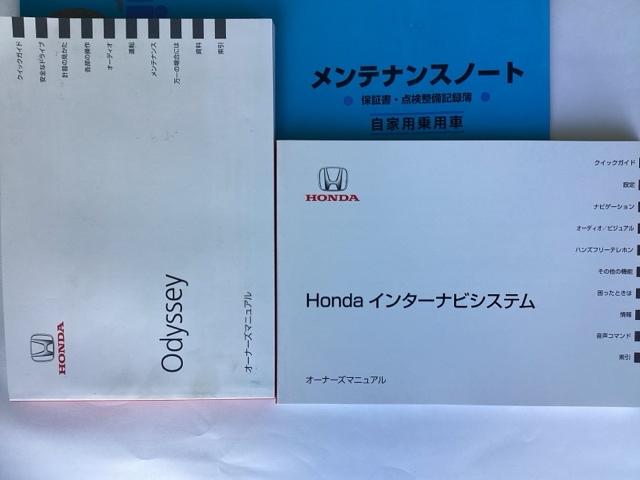 メンテナンスノート
保証書・点検整備記録簿
自家用乗用車
クイックガイド
安全なドライブ
計器の見かた
各部の操作
オーディオ
運転
メンテナンス
万一の場合には
資料
索引
HONDA
Odyssey
オーナーズマニュアル
HONDA
Honda インターナビシステム
オーナーズマニュアル
クイックガイド
設定
ナビゲーション
オーディオ/ビジュアル
ハンズフリーテレホン
その他の機能
困ったときは
情報
音声コマンド
索引